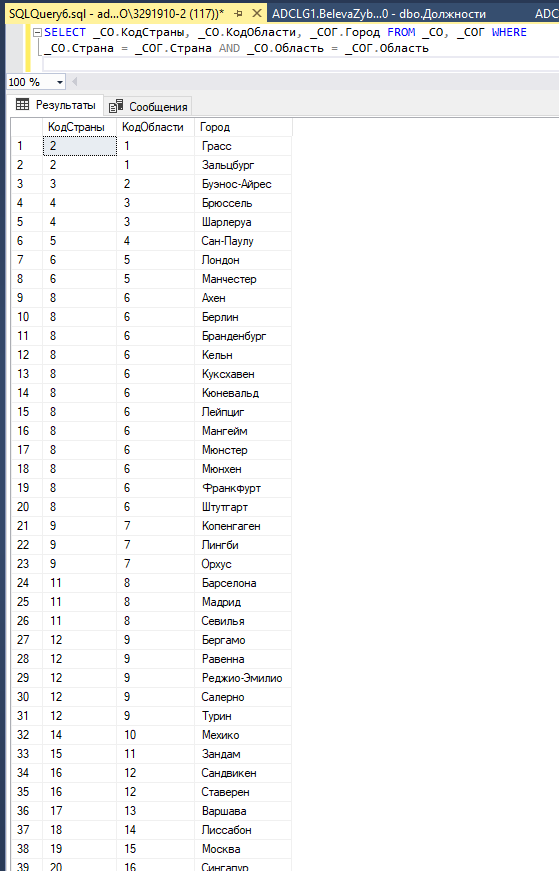 SQLQuery6.sql - ad...O\3291910-2 (117))* ADCLG1.BelevaZyb...0 - dbo.Должности ADC
SELECT _СО.КодСтраны, _СО.КодОбласти, _СОГ.Город FROM _СО, _СОГ WHERE
_СО.Страна = _СОГ.Страна AND _СО.Область = _СОГ.Область
100 %
Результаты Сообщения
КодСтраны КодОбласти Город
1 2 1 Грасс
2 2 1 Зальцбург
3 3 2 Буэнос-Айрес
4 4 3 Брюссель
5 4 3 Шарлеруа
6 5 4 Сан-Паулу
7 6 5 Лондон
8 6 5 Манчестер
9 8 6 Ахен
10 8 6 Берлин
11 8 6 Бранденбург
12 8 6 Кельн
13 8 6 Куксхавен
14 8 6 Кюневальд
15 8 6 Лейпциг
16 8 6 Мангейм
17 8 6 Мюнстер
18 8 6 Мюнхен
19 8 6 Франкфурт
20 8 6 Штутгарт
21 9 7 Копенгаген
22 9 7 Лингби
23 9 7 Орхус
24 11 8 Барселона
25 11 8 Мадрид
26 11 8 Севилья
27 12 9 Бергамо
28 12 9 Равенна
29 12 9 Реджио-Эмилио
30 12 9 Салерно
31 12 9 Турин
32 14 10 Мехико
33 15 11 Зандам
34 16 12 Сандвикен
35 16 12 Ставерен
36 17 13 Варшава
37 18 14 Лиссабон
38 19 15 Москва
39 20 16 Сингапур